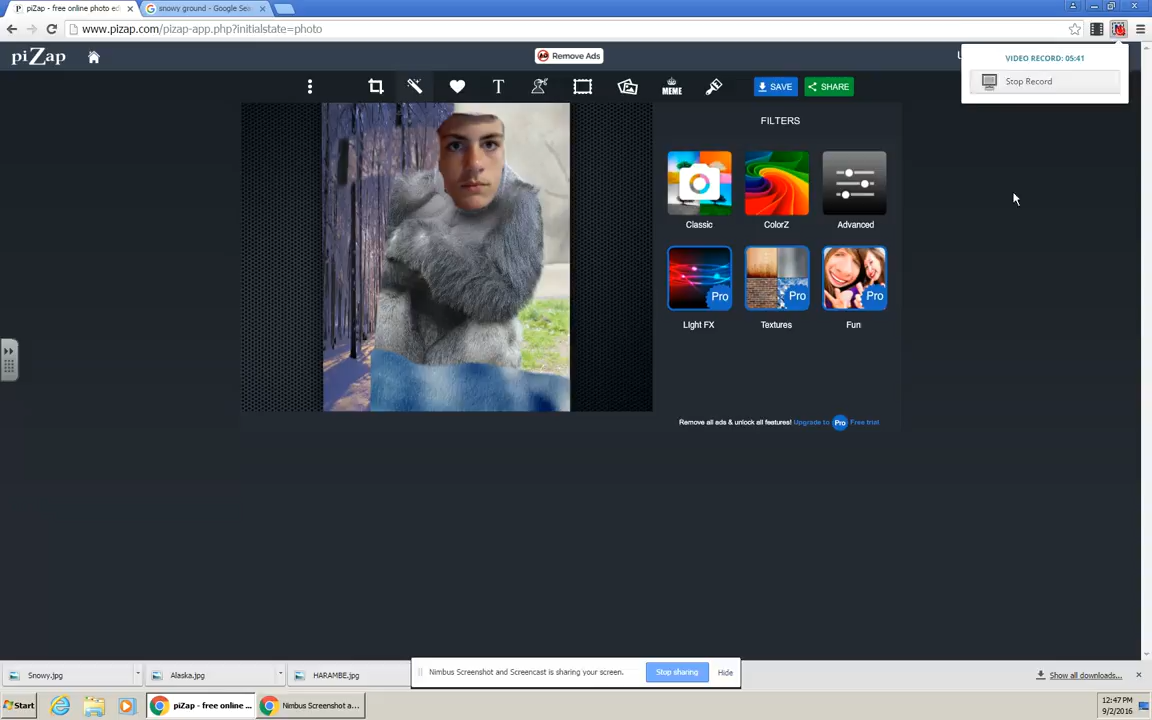 piZap - free online photo ed
snowy ground - Google Sea
www.pizap.com/pizap-app.php?initialstate=photo
piZap
Remove Ads
VIDEO RECORD: 05:41
Stop Record
MEME
SAVE
SHARE
FILTERS
Classic
ColorZ
Advanced
Pro
Pro
Pro
Light FX
Textures
Fun
Remove all ads & unlock all features! Upgrade to Pro Free trial
Snowy.jpg
Alaska.jpg
HARAMBE.jpg
Nimbus Screenshot and Screencast is sharing your screen.
Stop sharing
Hide
Show all downloads...
Start
piZap - free online ...
Nimbus Screenshot a...
12:47 PM
9/2/2016